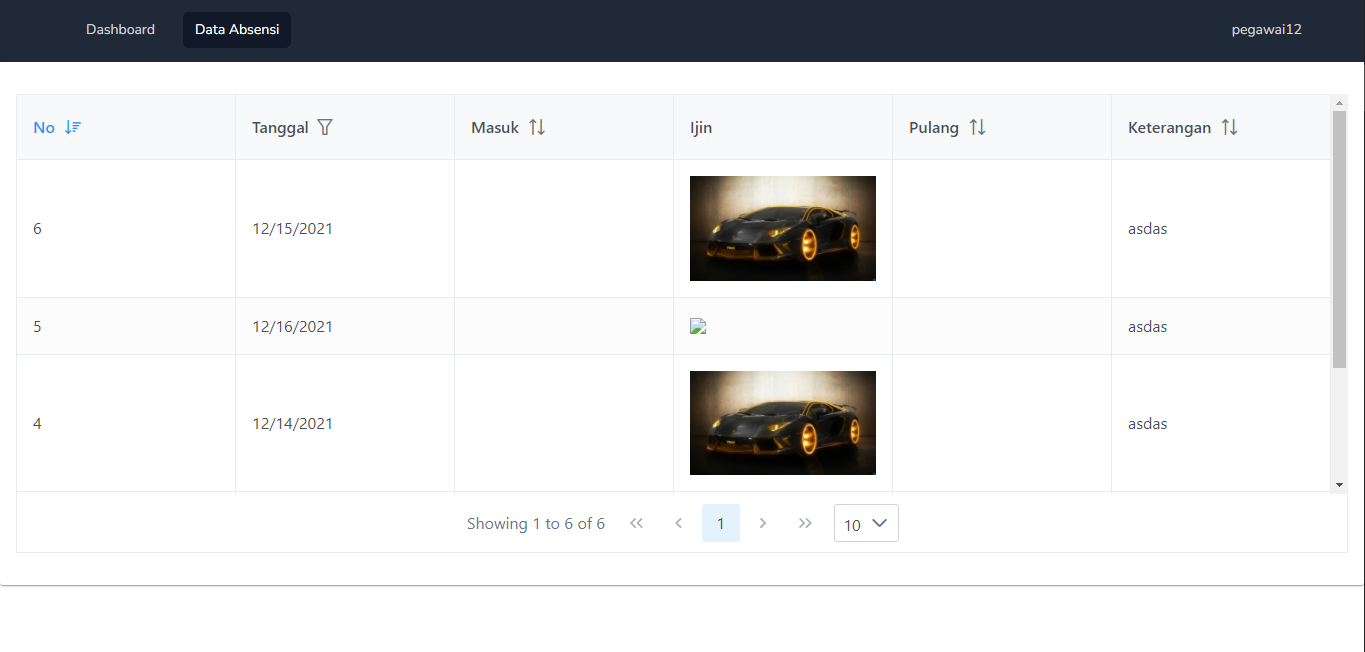 Dashboard Data Absensi pegawai12
No Tanggal Masuk Ijin Pulang Keterangan
6 12/15/2021 asdas
5 12/16/2021 asdas
4 12/14/2021 asdas
Showing 1 to 6 of 6 1 10